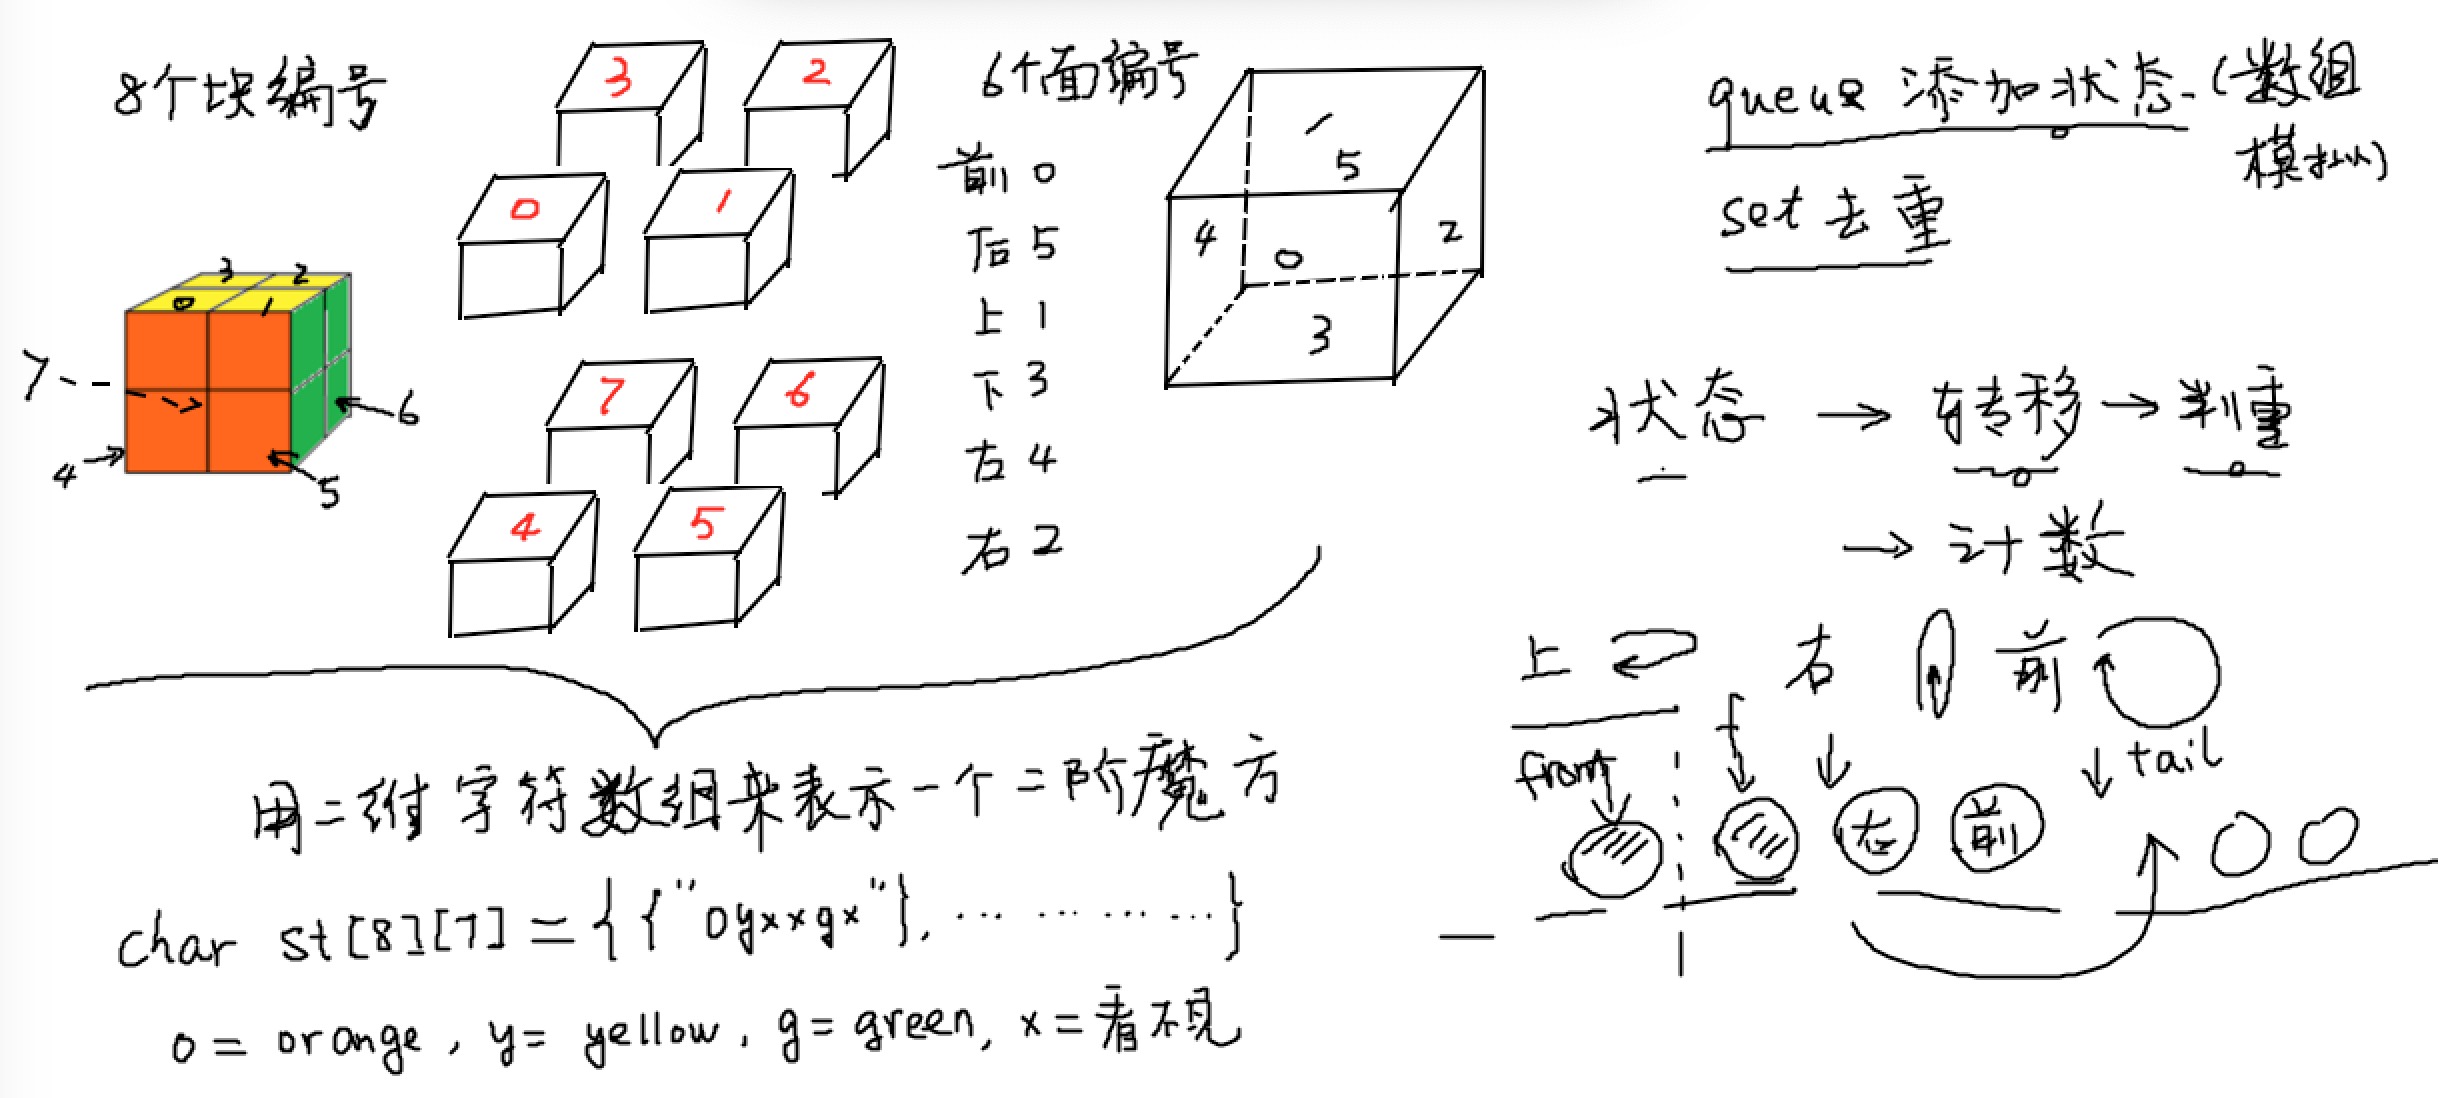 8个块编号
3 2
0 1
7 6
4 5
3 2
0 1
7
6
4
5
6个面编号
前 0
后 5
上 1
下 3
左 4
右 2
5
4 0 2
3
用二维字符数组来表示一个二阶魔方
char st[8][7] = { {"oyxxgx"}, ............ }
o = orange, y = yellow, g = green, x = 看不见
queue 添加状态 (数组
模拟)
set 去重
状态 → 转移 → 判重
→ 计数
上 右 前
front f tail
右 前